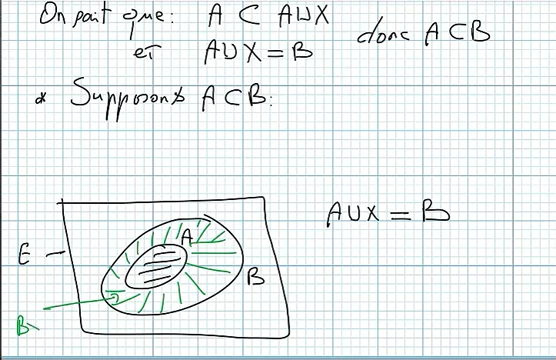 On sait que: A ⊂ A∪X donc A⊂B
et A∪X = B
* Supposons A⊂B:
A∪X = B
A
E
B
B\